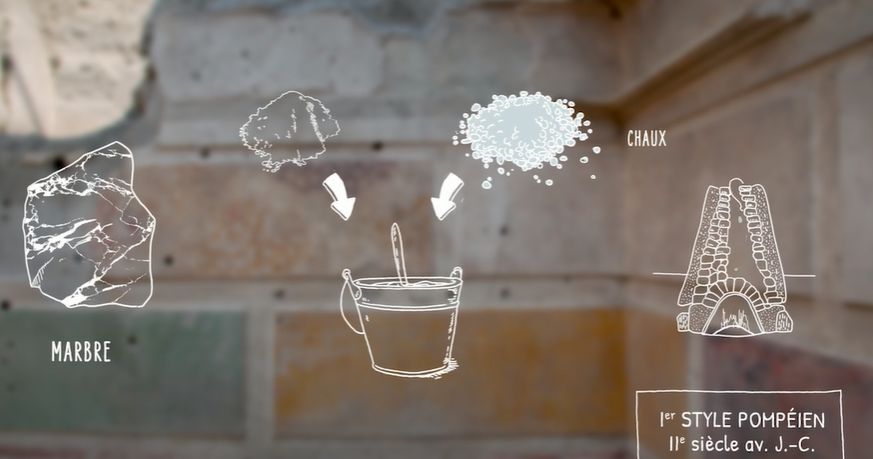 CHAUX
MARBRE
Iᵉʳ STYLE POMPÉIEN
IIᵉ siècle av. J.-C.